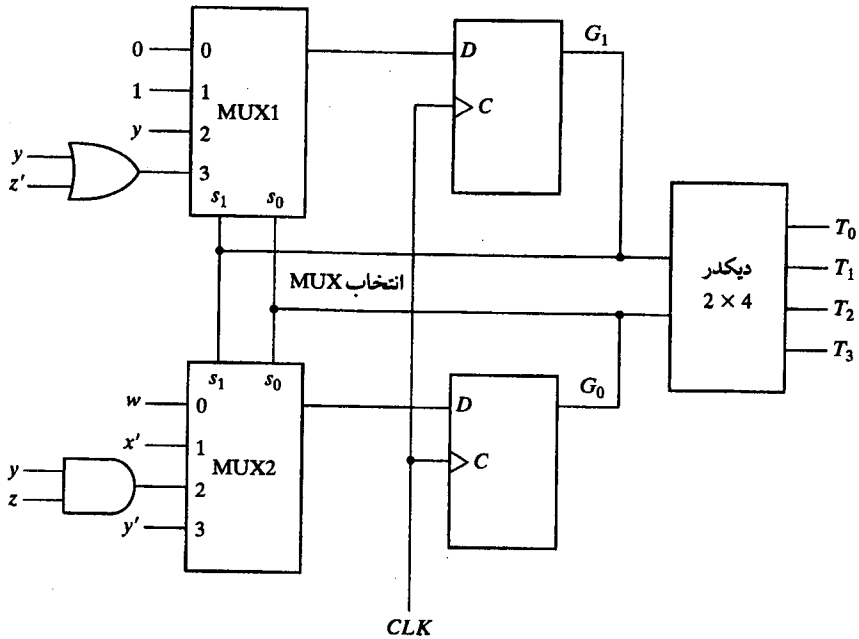 0 0
1 1
y 2
y
z′ 3
MUX1
s₁ s₀
D
C
G₁
انتخاب MUX
دیکدر
2 × 4
T₀
T₁
T₂
T₃
s₁ s₀
w 0
x′ 1
y
z 2
y′ 3
MUX2
D
C
G₀
CLK